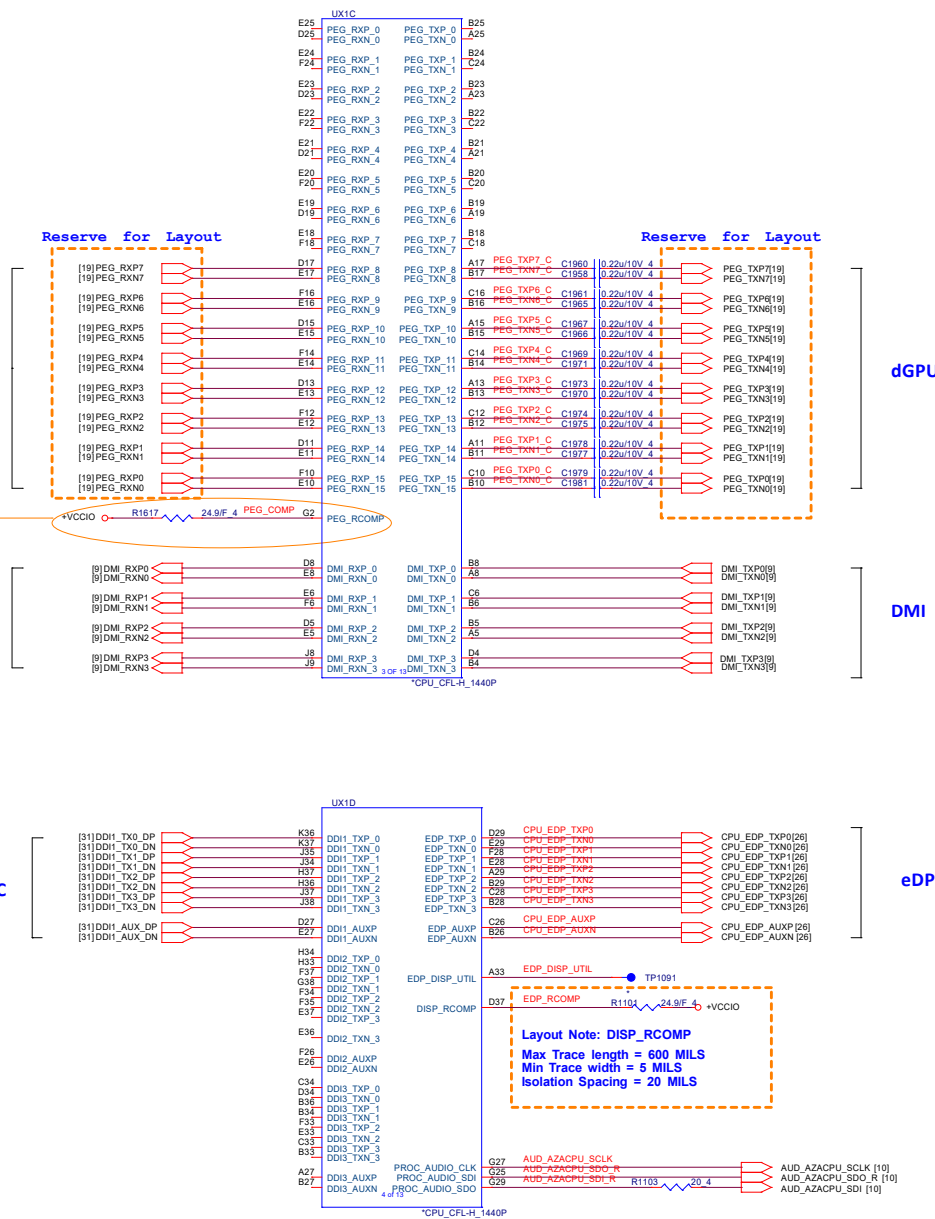 UX1C
E25 PEG_RXP_0 PEG_TXP_0 B25
D25 PEG_RXN_0 PEG_TXN_0 A25
E24 PEG_RXP_1 PEG_TXP_1 B24
F24 PEG_RXN_1 PEG_TXN_1 C24
E23 PEG_RXP_2 PEG_TXP_2 B23
D23 PEG_RXN_2 PEG_TXN_2 A23
E22 PEG_RXP_3 PEG_TXP_3 B22
F22 PEG_RXN_3 PEG_TXN_3 C22
E21 PEG_RXP_4 PEG_TXP_4 B21
D21 PEG_RXN_4 PEG_TXN_4 A21
E20 PEG_RXP_5 PEG_TXP_5 B20
F20 PEG_RXN_5 PEG_TXN_5 C20
E19 PEG_RXP_6 PEG_TXP_6 B19
D19 PEG_RXN_6 PEG_TXN_6 A19
E18 PEG_RXP_7 PEG_TXP_7 B18
F18 PEG_RXN_7 PEG_TXN_7 C18
Reserve for Layout Reserve for Layout
[19] PEG_RXP7 D17 PEG_RXP_8 PEG_TXP_8 A17 PEG_TXP7_C C1960 0.22u/10V_4 PEG_TXP7[19]
[19] PEG_RXN7 E17 PEG_RXN_8 PEG_TXN_8 B17 PEG_TXN7_C C1958 0.22u/10V_4 PEG_TXN7[19]
[19] PEG_RXP6 F16 PEG_RXP_9 PEG_TXP_9 C16 PEG_TXP6_C C1961 0.22u/10V_4 PEG_TXP6[19]
[19] PEG_RXN6 E16 PEG_RXN_9 PEG_TXN_9 B16 PEG_TXN6_C C1965 0.22u/10V_4 PEG_TXN6[19]
[19] PEG_RXP5 D15 PEG_RXP_10 PEG_TXP_10 A15 PEG_TXP5_C C1967 0.22u/10V_4 PEG_TXP5[19]
[19] PEG_RXN5 E15 PEG_RXN_10 PEG_TXN_10 B15 PEG_TXN5_C C1966 0.22u/10V_4 PEG_TXN5[19]
[19] PEG_RXP4 F14 PEG_RXP_11 PEG_TXP_11 C14 PEG_TXP4_C C1969 0.22u/10V_4 PEG_TXP4[19]
[19] PEG_RXN4 E14 PEG_RXN_11 PEG_TXN_11 B14 PEG_TXN4_C C1971 0.22u/10V_4 PEG_TXN4[19]
dGPU
[19] PEG_RXP3 D13 PEG_RXP_12 PEG_TXP_12 A13 PEG_TXP3_C C1973 0.22u/10V_4 PEG_TXP3[19]
[19] PEG_RXN3 E13 PEG_RXN_12 PEG_TXN_12 B13 PEG_TXN3_C C1970 0.22u/10V_4 PEG_TXN3[19]
[19] PEG_RXP2 F12 PEG_RXP_13 PEG_TXP_13 C12 PEG_TXP2_C C1974 0.22u/10V_4 PEG_TXP2[19]
[19] PEG_RXN2 E12 PEG_RXN_13 PEG_TXN_13 B12 PEG_TXN2_C C1975 0.22u/10V_4 PEG_TXN2[19]
[19] PEG_RXP1 D11 PEG_RXP_14 PEG_TXP_14 A11 PEG_TXP1_C C1978 0.22u/10V_4 PEG_TXP1[19]
[19] PEG_RXN1 E11 PEG_RXN_14 PEG_TXN_14 B11 PEG_TXN1_C C1977 0.22u/10V_4 PEG_TXN1[19]
[19] PEG_RXP0 F10 PEG_RXP_15 PEG_TXP_15 C10 PEG_TXP0_C C1979 0.22u/10V_4 PEG_TXP0[19]
[19] PEG_RXN0 E10 PEG_RXN_15 PEG_TXN_15 B10 PEG_TXN0_C C1981 0.22u/10V_4 PEG_TXN0[19]
+VCCIO R1617 24.9/F_4 PEG_COMP G2 PEG_RCOMP
[9] DMI_RXP0 D8 DMI_RXP_0 DMI_TXP_0 B8 DMI_TXP0[9]
[9] DMI_RXN0 E8 DMI_RXN_0 DMI_TXN_0 A8 DMI_TXN0[9]
[9] DMI_RXP1 E6 DMI_RXP_1 DMI_TXP_1 C6 DMI_TXP1[9]
[9] DMI_RXN1 F6 DMI_RXN_1 DMI_TXN_1 B6 DMI_TXN1[9]
DMI
[9] DMI_RXP2 D5 DMI_RXP_2 DMI_TXP_2 B5 DMI_TXP2[9]
[9] DMI_RXN2 E5 DMI_RXN_2 DMI_TXN_2 A5 DMI_TXN2[9]
[9] DMI_RXP3 J8 DMI_RXP_3 DMI_TXP_3 D4 DMI_TXP3[9]
[9] DMI_RXN3 J9 DMI_RXN_3 3 OF 13 DMI_TXN_3 B4 DMI_TXN3[9]
*CPU_CFL-H_1440P
UX1D
[31] DDI1_TX0_DP K36 DDI1_TXP_0 EDP_TXP_0 D29 CPU_EDP_TXP0 CPU_EDP_TXP0[26]
[31] DDI1_TX0_DN K37 DDI1_TXN_0 EDP_TXN_0 E29 CPU_EDP_TXN0 CPU_EDP_TXN0[26]
[31] DDI1_TX1_DP J35 DDI1_TXP_1 EDP_TXP_1 F28 CPU_EDP_TXP1 CPU_EDP_TXP1[26]
[31] DDI1_TX1_DN J34 DDI1_TXN_1 EDP_TXN_1 E28 CPU_EDP_TXN1 CPU_EDP_TXN1[26]
[31] DDI1_TX2_DP H37 DDI1_TXP_2 EDP_TXP_2 A29 CPU_EDP_TXP2 CPU_EDP_TXP2[26]
[31] DDI1_TX2_DN H36 DDI1_TXN_2 EDP_TXN_2 B29 CPU_EDP_TXN2 CPU_EDP_TXN2[26]
C eDP
[31] DDI1_TX3_DP J37 DDI1_TXP_3 EDP_TXP_3 C28 CPU_EDP_TXP3 CPU_EDP_TXP3[26]
[31] DDI1_TX3_DN J38 DDI1_TXN_3 EDP_TXN_3 B28 CPU_EDP_TXN3 CPU_EDP_TXN3[26]
[31] DDI1_AUX_DP D27 DDI1_AUXP EDP_AUXP C26 CPU_EDP_AUXP CPU_EDP_AUXP [26]
[31] DDI1_AUX_DN E27 DDI1_AUXN EDP_AUXN B26 CPU_EDP_AUXN CPU_EDP_AUXN [26]
H34 DDI2_TXP_0
H33 DDI2_TXN_0
F37 DDI2_TXP_1 EDP_DISP_UTIL A33 EDP_DISP_UTIL TP1091
G38 DDI2_TXN_1
F34 DDI2_TXP_2
F35 DDI2_TXN_2 DISP_RCOMP D37 EDP_RCOMP R1101 24.9/F_4 +VCCIO
E37 DDI2_TXP_3
E36 DDI2_TXN_3
Layout Note: DISP_RCOMP
Max Trace length = 600 MILS
Min Trace width = 5 MILS
Isolation Spacing = 20 MILS
F26 DDI2_AUXP
E26 DDI2_AUXN
C34 DDI3_TXP_0
D34 DDI3_TXN_0
B36 DDI3_TXP_1
B34 DDI3_TXN_1
F33 DDI3_TXP_2
E33 DDI3_TXN_2
C33 DDI3_TXP_3
B33 DDI3_TXN_3
PROC_AUDIO_CLK G27 AUD_AZACPU_SCLK AUD_AZACPU_SCLK [10]
A27 DDI3_AUXP PROC_AUDIO_SDI G25 AUD_AZACPU_SDO_R AUD_AZACPU_SDO_R [10]
B27 DDI3_AUXN 4 of 13 PROC_AUDIO_SDO G29 AUD_AZACPU_SDI_R R1103 20_4 AUD_AZACPU_SDI [10]
*CPU_CFL-H_1440P